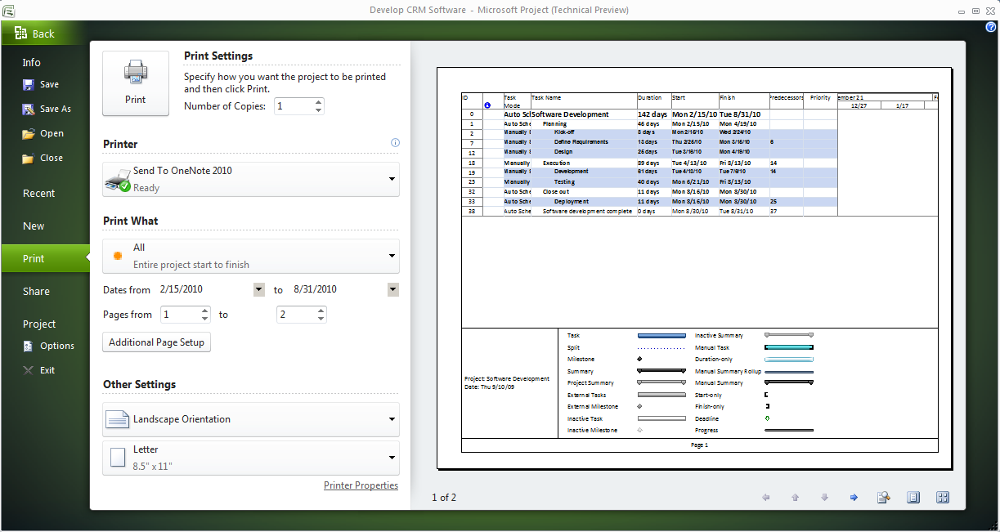 Develop CRM Software - Microsoft Project (Technical Preview)
Back
Info
Save
Save As
Open
Close
Recent
New
Print
Share
Project
Options
Exit
Print
Print Settings
Specify how you want the project to be printed
and then click Print.
Number of Copies: 1
Printer
Send To OneNote 2010
Ready
Print What
All
Entire project start to finish
Dates from 2/15/2010 to 8/31/2010
Pages from 1 to 2
Additional Page Setup
Other Settings
Landscape Orientation
Letter
8.5" x 11"
Printer Properties
ID Task Mode Task Name Duration Start Finish Predecessors Priority ember 21
12/27 1/17
0 Auto Scl Software Development 142 days Mon 2/15/10 Tue 8/31/10
1 Auto Sche Planning 46 days Mon 2/15/10 Mon 4/19/10
2 Manually Kick-off 8 days Mon 2/15/10 Wed 2/24/10
7 Manually Define Requirements 13 days Thu 2/25/10 Mon 3/15/10 6
12 Manually Design 25 days Tue 3/16/10 Mon 4/19/10
18 Manually Execution 89 days Tue 4/13/10 Fri 8/13/10 14
19 Manually Development 61 days Tue 4/13/10 Tue 7/6/10 14
25 Manually Testing 40 days Mon 6/21/10 Fri 8/13/10
32 Auto Sche Close out 11 days Mon 8/16/10 Mon 8/30/10
33 Auto Sche Deployment 11 days Mon 8/16/10 Mon 8/30/10 25
38 Auto Sche Software development complete 0 days Mon 8/30/10 Tue 8/31/10 37
Project: Software Development
Date: Thu 9/10/09
Task Inactive Summary
Split Manual Task
Milestone Duration-only
Summary Manual Summary Rollup
Project Summary Manual Summary
External Tasks Start-only
External Milestone Finish-only
Inactive Task Deadline
Inactive Milestone Progress
Page 1
1 of 2